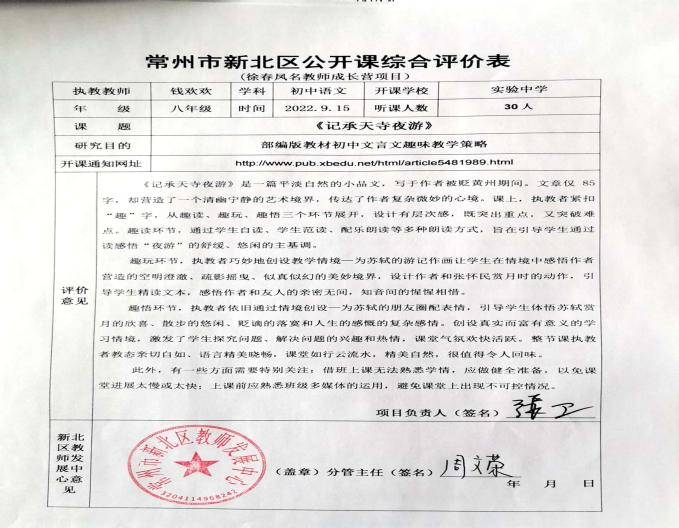 常州市新北区公开课综合评价表
（徐春凤名教师成长营项目）
执教教师 钱欢欢 学科 初中语文 开课学校 实验中学
年 级 八年级 时间 2022.9.15 听课人数 30 人
课 题 《记承天寺夜游》
研究目的 部编版教材初中文言文趣味教学策略
开课通知网址 http://www.pub.xbedu.net/html/article5481989.html
评价意见
《记承天寺夜游》是一篇平淡自然的小品文，写于作者被贬黄州期间。文章仅 85
字，却营造了一个清幽宁静的艺术境界，传达了作者复杂微妙的心境。课上，执教者紧扣
“趣”字，从趣读、趣玩、趣悟三个环节展开，设计有层次感，既突出重点，又突破难
点。趣读环节，通过学生自读、学生范读、配乐朗读等多种朗读方式，旨在引导学生通过
读感悟“夜游”的舒缓、悠闲的主基调。
趣玩环节，执教者巧妙地创设教学情境—为苏轼的游记作画让学生在情境中感悟作者
营造的空明澄澈、疏影摇曳、似真似幻的美妙境界，设计作者和张怀民赏月时的动作，引
导学生精读文本，感悟作者和友人的亲密无间，知音间的惺惺相惜。
趣悟环节，执教者依旧通过情境创设—为苏轼的朋友圈配表情，引导学生体悟苏轼赏
月的欣喜、散步的悠闲、贬谪的落寞和人生的感慨的复杂感情。创设真实而富有意义的学
习情境，激发了学生探究问题、解决问题的兴趣和热情，课堂气氛欢快活跃。整节课执教
者教态亲切自如、语言精美晓畅，课堂如行云流水，精美自然，很值得令人回味。
此外，有一些方面需要特别关注：借班上课无法熟悉学情，应做健全准备，以免课
堂进展太慢或太快；上课前应熟悉班级多媒体的运用，避免课堂上出现不可控情况。
项目负责人（签名） 張卫
新北区教师发展中心意见
常州市新北区教师发展中心
3204114908242
（盖章）分管主任（签名） 周文荣
年 月 日